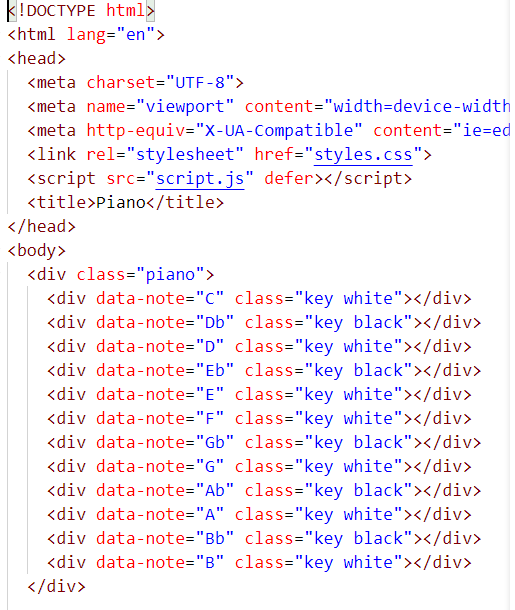 <!DOCTYPE html>
<html lang="en">
<head>
<meta charset="UTF-8">
<meta name="viewport" content="width=device-width
<meta http-equiv="X-UA-Compatible" content="ie=ed
<link rel="stylesheet" href="styles.css">
<script src="script.js" defer></script>
<title>Piano</title>
</head>
<body>
<div class="piano">
<div data-note="C" class="key white"></div>
<div data-note="Db" class="key black"></div>
<div data-note="D" class="key white"></div>
<div data-note="Eb" class="key black"></div>
<div data-note="E" class="key white"></div>
<div data-note="F" class="key white"></div>
<div data-note="Gb" class="key black"></div>
<div data-note="G" class="key white"></div>
<div data-note="Ab" class="key black"></div>
<div data-note="A" class="key white"></div>
<div data-note="Bb" class="key black"></div>
<div data-note="B" class="key white"></div>
</div>